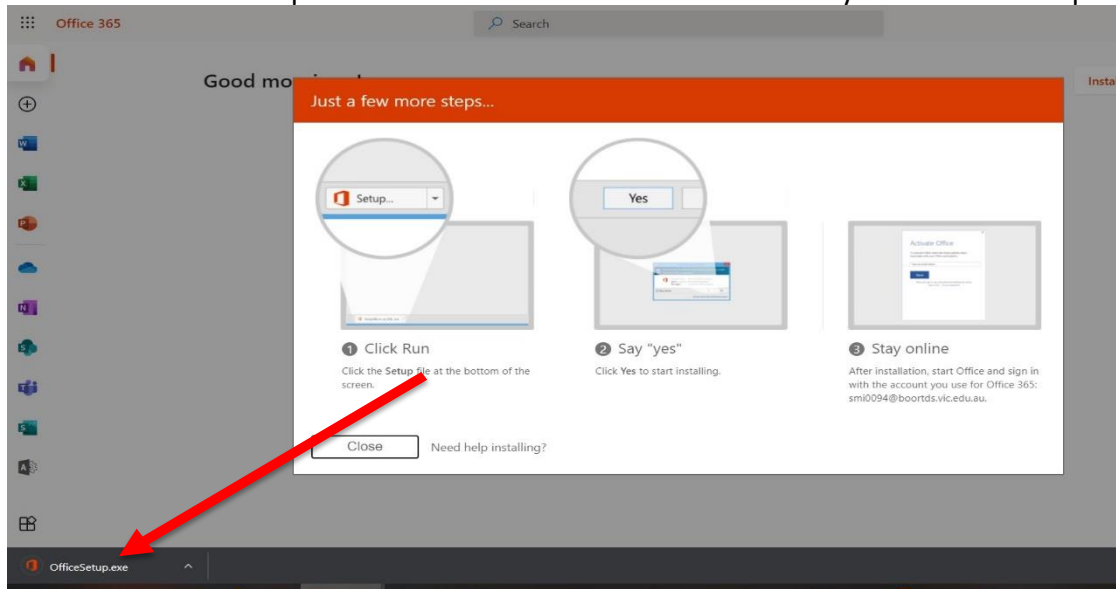 Office 365
Search
Good mo
Insta
Just a few more steps...
Setup...
Yes
Activate Office
1 Click Run
Click the Setup file at the bottom of the
screen.
2 Say "yes"
Click Yes to start installing.
3 Stay online
After installation, start Office and sign in
with the account you use for Office 365:
smi0094@boortds.vic.edu.au.
Close
Need help installing?
OfficeSetup.exe